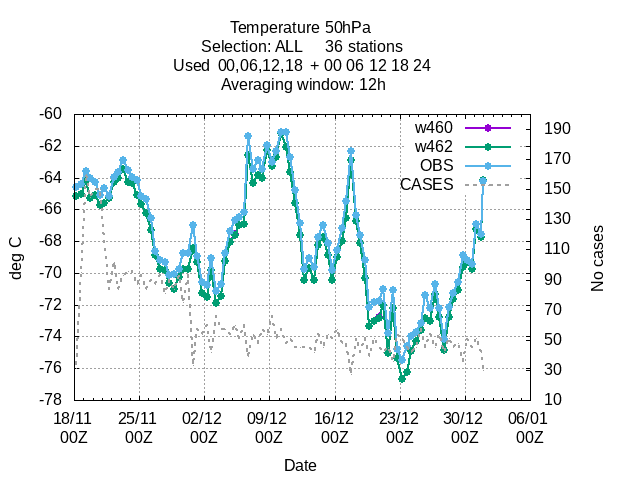 Temperature 50hPa
Selection: ALL 36 stations
Used 00,06,12,18 + 00 06 12 18 24
Averaging window: 12h
w460
w462
OBS
CASES
deg C
-60
-62
-64
-66
-68
-70
-72
-74
-76
-78
190
170
150
130
110
90
70
50
30
10
No cases
18/11 25/11 02/12 09/12 16/12 23/12 30/12 06/01
00Z 00Z 00Z 00Z 00Z 00Z 00Z 00Z
Date